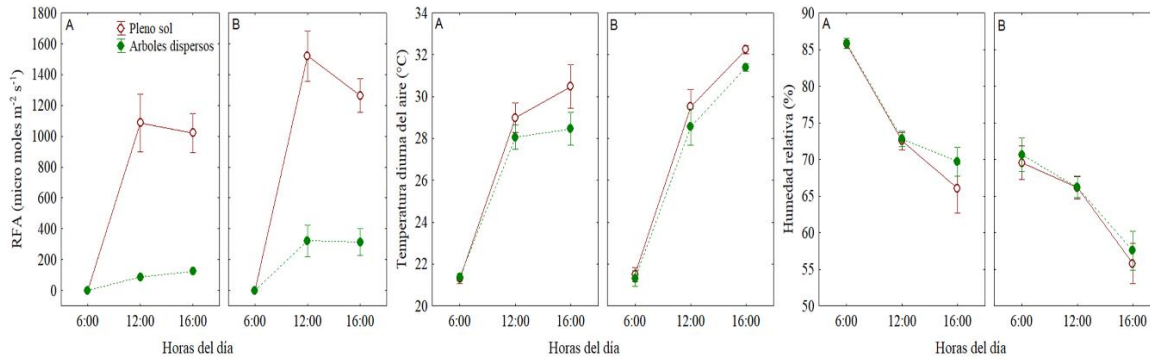 A
Pleno sol
Arboles dispersos
B
RFA (micro moles m⁻² s⁻¹)
1800
1600
1400
1200
1000
800
600
400
200
0
6:00 12:00 16:00
6:00 12:00 16:00
Horas del día
A
B
Temperatura diurna del aire (°C)
34
32
30
28
26
24
22
20
6:00 12:00 16:00
6:00 12:00 16:00
Horas del día
A
B
Humedad relativa (%)
90
85
80
75
70
65
60
55
50
6:00 12:00 16:00
6:00 12:00 16:00
Horas del día